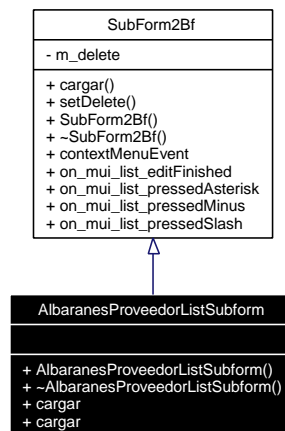 SubForm2Bf
- m_delete
+ cargar()
+ setDelete()
+ SubForm2Bf()
+ ~SubForm2Bf()
+ contextMenuEvent
+ on_mui_list_editFinished
+ on_mui_list_pressedAsterisk
+ on_mui_list_pressedMinus
+ on_mui_list_pressedSlash
AlbaranesProveedorListSubform
+ AlbaranesProveedorListSubform()
+ ~AlbaranesProveedorListSubform()
+ cargar
+ cargar